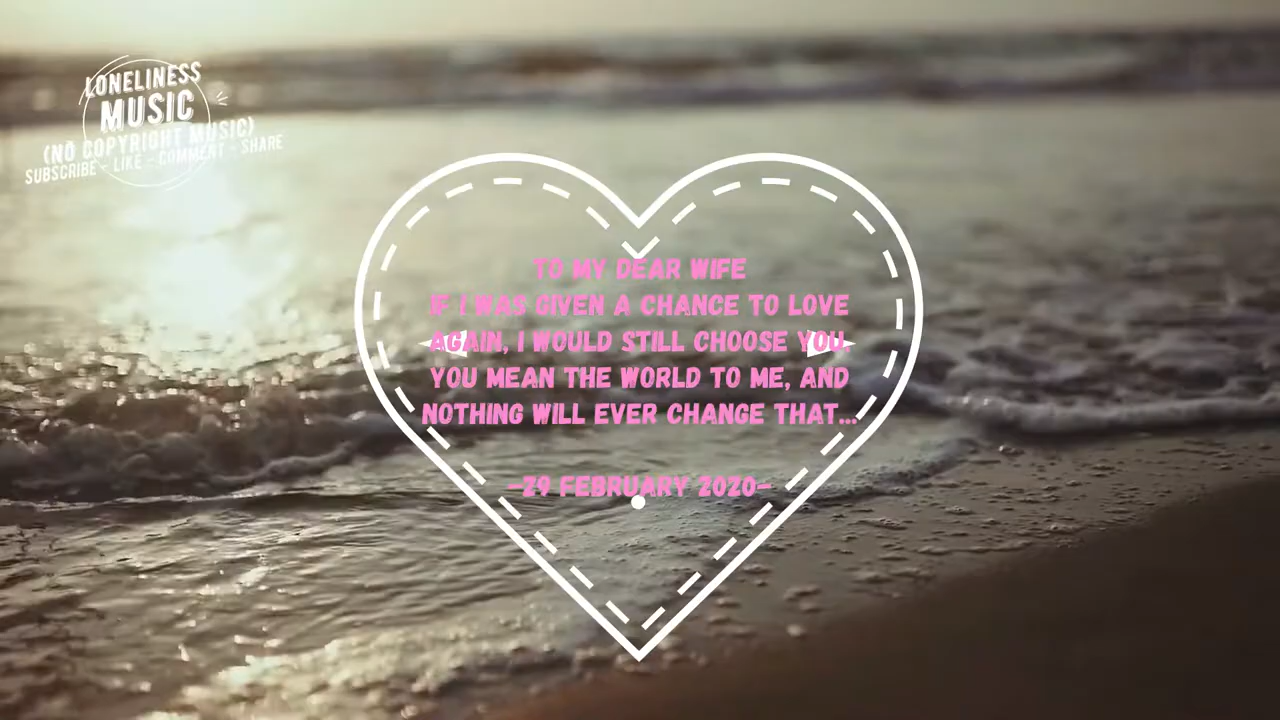 LONELINESS
MUSIC
(NO COPYRIGHT MUSIC)
SUBSCRIBE - LIKE - COMMENT - SHARE
TO MY DEAR WIFE
IF I WAS GIVEN A CHANCE TO LOVE
AGAIN, I WOULD STILL CHOOSE YOU.
YOU MEAN THE WORLD TO ME, AND
NOTHING WILL EVER CHANGE THAT...
-29 FEBRUARY 2020-